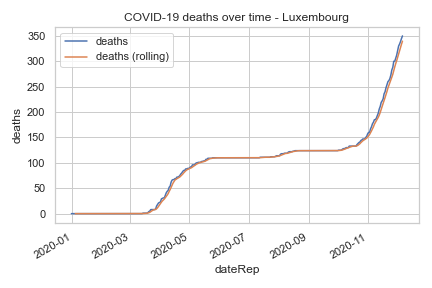 COVID-19 deaths over time - Luxembourg
deaths
deaths (rolling)
350
300
250
200
150
100
50
0
deaths
2020-01
2020-03
2020-05
2020-07
2020-09
2020-11
dateRep